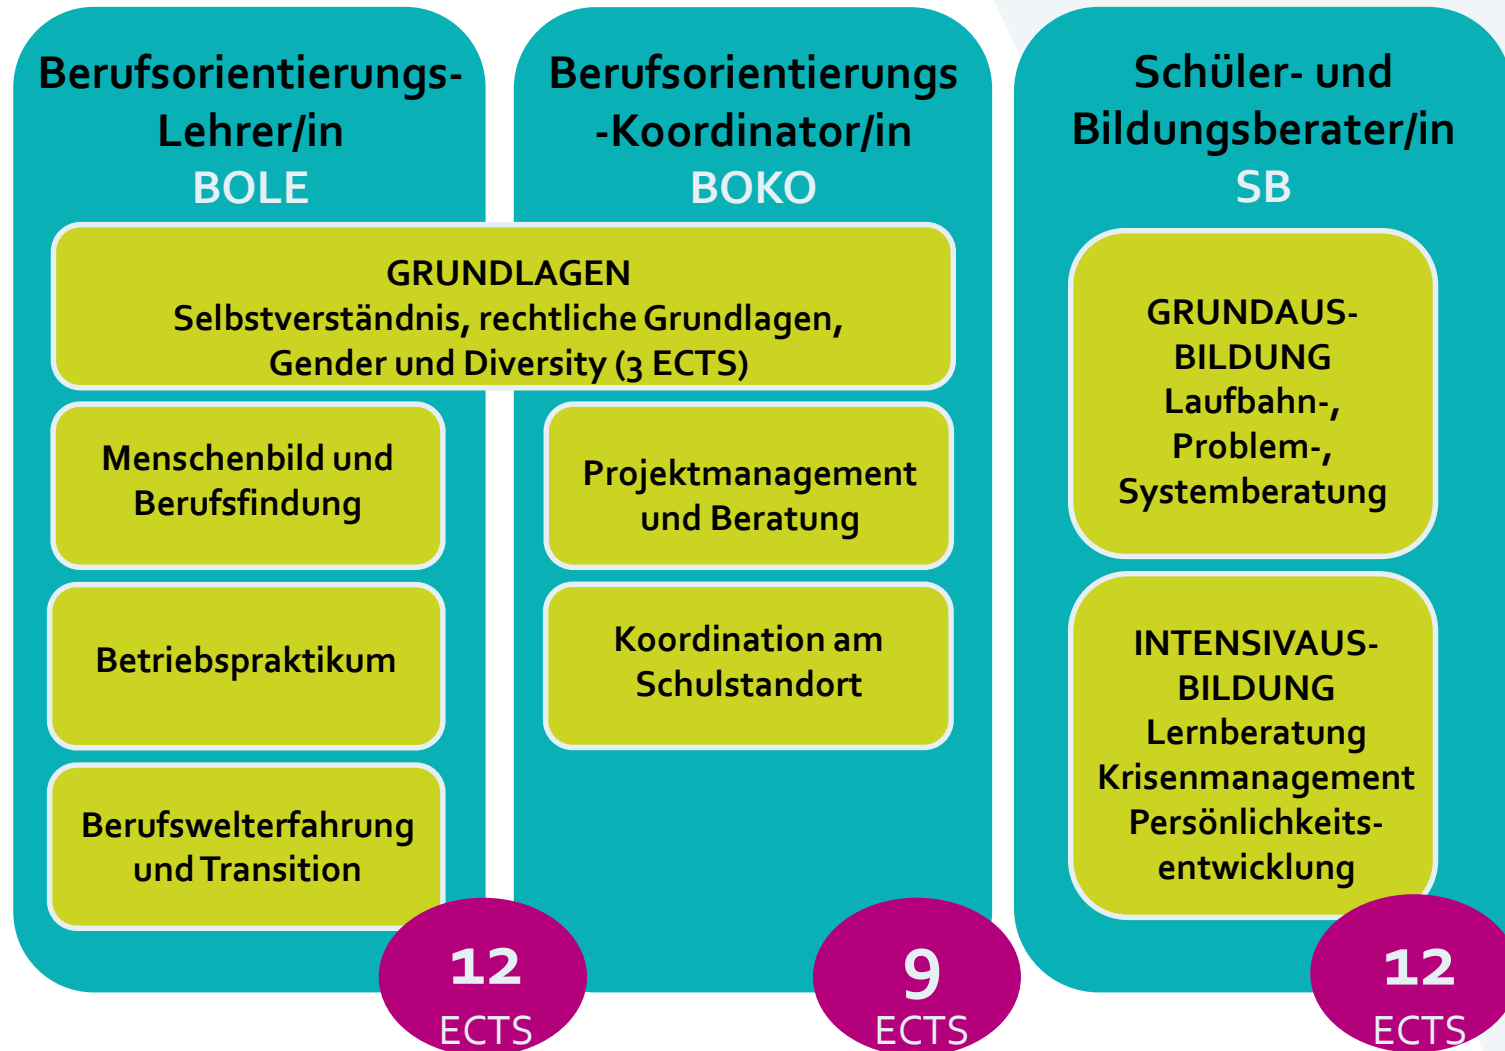 Berufsorientierungs-
Lehrer/in
BOLE
Berufsorientierungs
-Koordinator/in
BOKO
GRUNDLAGEN
Selbstverständnis, rechtliche Grundlagen,
Gender und Diversity (3 ECTS)
Menschenbild und
Berufsfindung
Betriebspraktikum
Berufswelterfahrung
und Transition
12
ECTS
Projektmanagement
und Beratung
Koordination am
Schulstandort
9
ECTS
Schüler- und
Bildungsberater/in
SB
GRUNDAUS-
BILDUNG
Laufbahn-,
Problem-,
Systemberatung
INTENSIVAUS-
BILDUNG
Lernberatung
Krisenmanagement
Persönlichkeits-
entwicklung
12
ECTS